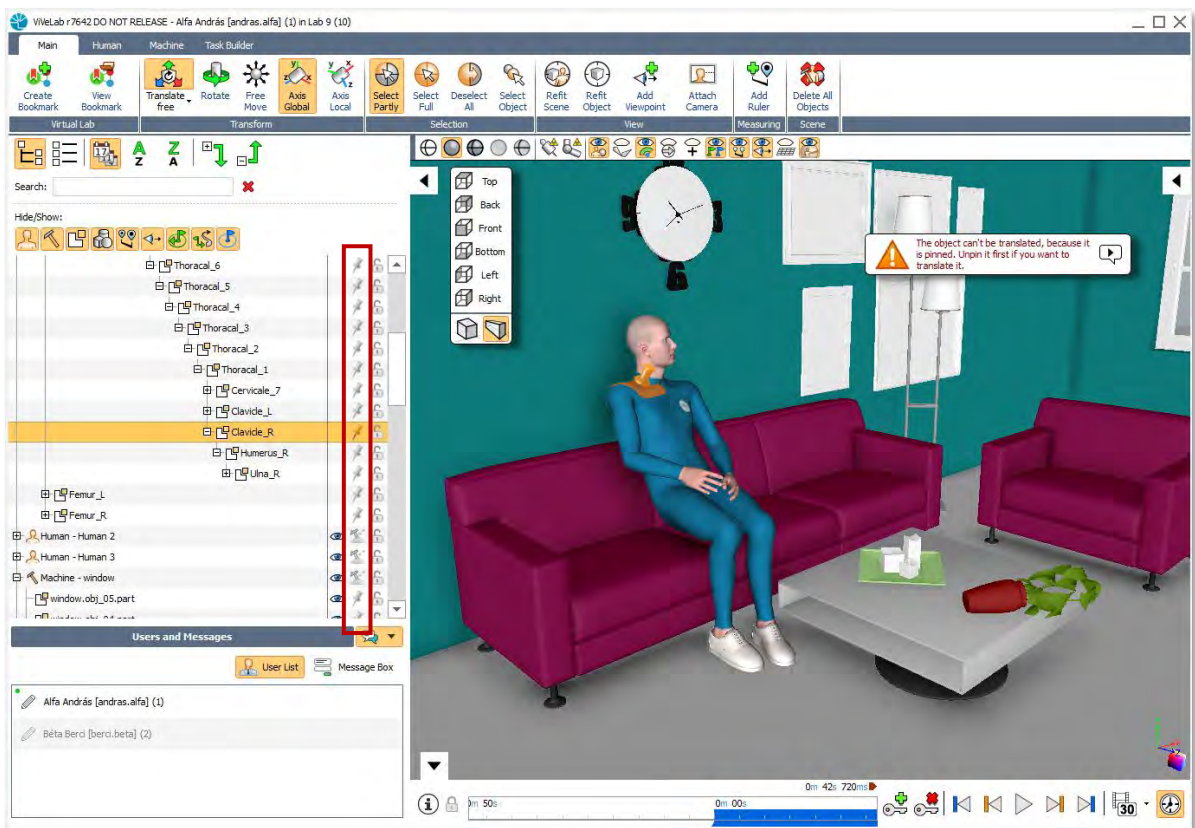 ViveLab r7642 DO NOT RELEASE - Alfa András [andras.alfa] (1) in Lab 9 (10)
Main Human Machine Task Builder
Create Bookmark
View Bookmark
Translate free
Rotate
Free Move
Axis Global
Axis Local
Select Partly
Select Full
Deselect All
Select Object
Refit Scene
Refit Object
Add Viewpoint
Attach Camera
Add Ruler
Delete All Objects
Virtual Lab Transform Selection View Measuring Scene
17
A Z
Z A
Search:
Hide/Show:
Thoracal_6
Thoracal_5
Thoracal_4
Thoracal_3
Thoracal_2
Thoracal_1
Cervicale_7
Clavicle_L
Clavicle_R
Humerus_R
Ulna_R
Femur_L
Femur_R
Human - Human 2
Human - Human 3
Machine - window
window.obj_05.part
Users and Messages
User List Message Box
Alfa András [andras.alfa] (1)
Béta Berci [berci.beta] (2)
Top
Back
Front
Bottom
Left
Right
6
The object can't be translated, because it
is pinned. Unpin it first if you want to
translate it.
0m 42s 720ms
0m 00s
30